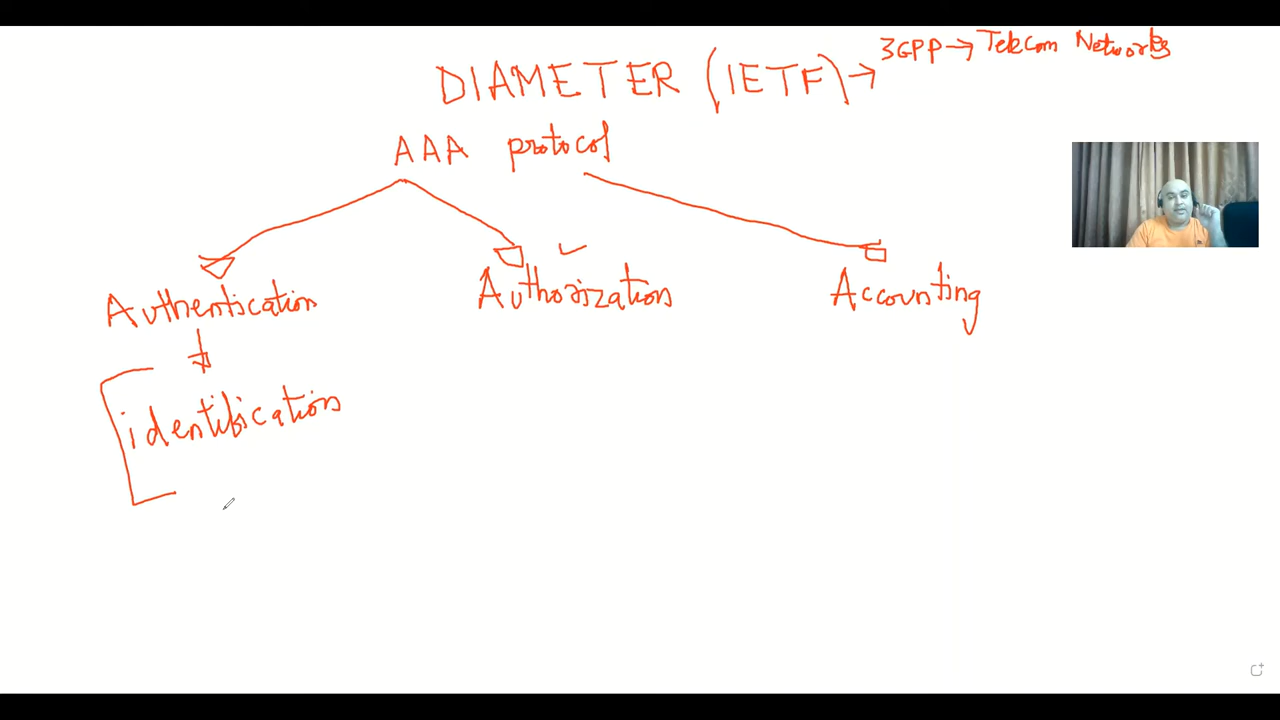 3GPP → Telecom Networks
DIAMETER (IETF) →
AAA protocol
Authentication
Authorization
Accounting
identification